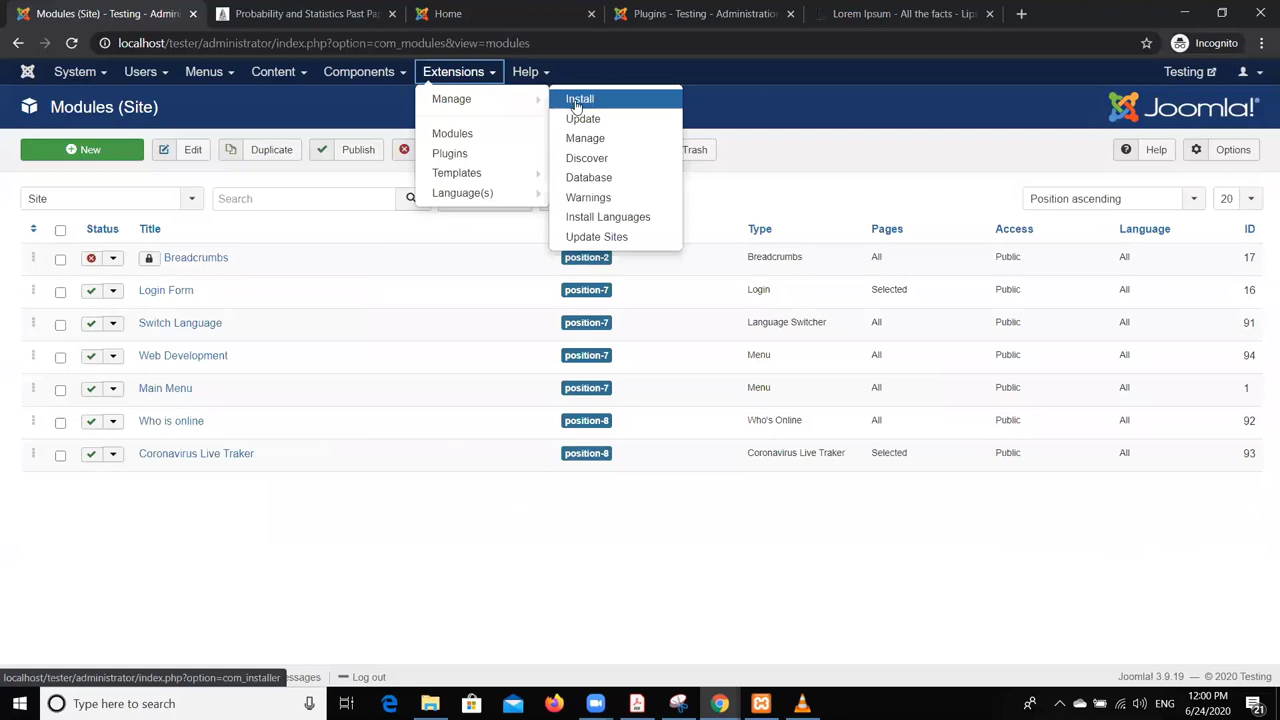 Modules - Testing - Administra
Probability and Statistics Past Pa
Home
Plugins - Testing - Administratio
Lorem Ipsum - All the facts - Lip
localhost/tester/administrator/index.php?option=com_modules&view=modules
Incognito
System
Users
Menus
Content
Components
Extensions
Help
Testing
Modules (Site)
Joomla!
Manage
Modules
Plugins
Templates
Language(s)
Install
Update
Manage
Discover
Database
Warnings
Install Languages
Update Sites
New
Edit
Duplicate
Publish
Trash
Help
Options
Site
Search
Position ascending
20
Status Title Type Pages Access Language ID
Breadcrumbs position-2 Breadcrumbs All Public All 17
Login Form position-7 Login Selected Public All 16
Switch Language position-7 Language Switcher All Public All 91
Web Development position-7 Menu All Public All 94
Main Menu position-7 Menu All Public All 1
Who is online position-8 Who's Online All Public All 92
Coronavirus Live Traker position-8 Coronavirus Live Traker Selected Public All 93
localhost/tester/administrator/index.php?option=com_installer
essages
Log out
Joomla! 3.9.19 — © 2020 Testing
Type here to search
ENG
12:00 PM
6/24/2020
21